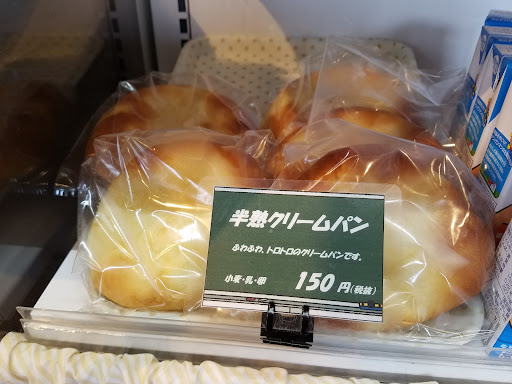 半熟クリームパン
ふわふわ、トロトロのクリームパンです。
小麦・乳・卵 150円(税抜)